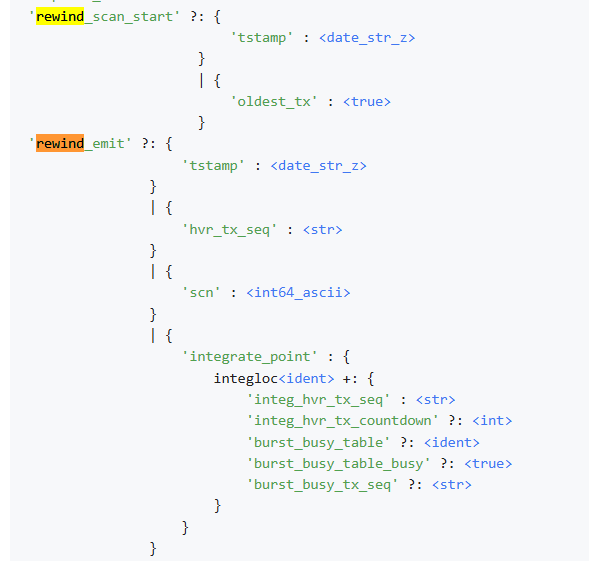 'rewind_scan_start' ?: {
'tstamp' : <date_str_z>
}
| {
'oldest_tx' : <true>
}
'rewind_emit' ?: {
'tstamp' : <date_str_z>
}
| {
'hvr_tx_seq' : <str>
}
| {
'scn' : <int64_ascii>
}
| {
'integrate_point' : {
integloc<ident> +: {
'integ_hvr_tx_seq' : <str>
'integ_hvr_tx_countdown' ?: <int>
'burst_busy_table' ?: <ident>
'burst_busy_table_busy' ?: <true>
'burst_busy_tx_seq' ?: <str>
}
}
}